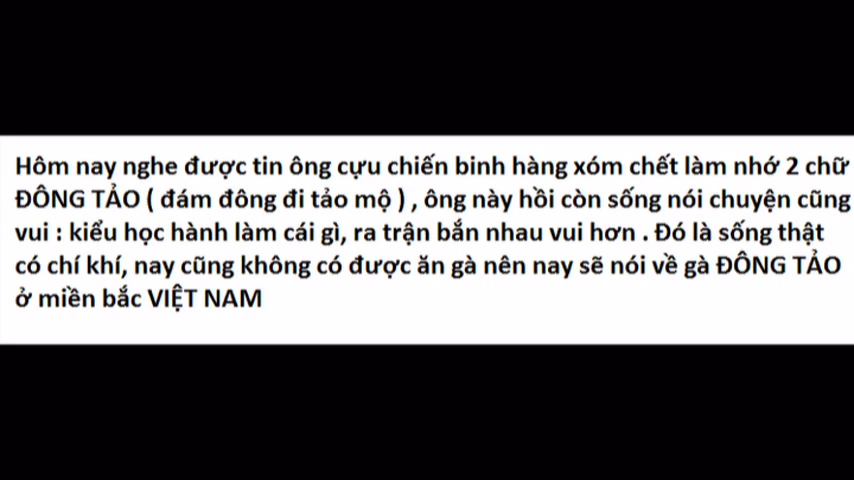 Hôm nay nghe được tin ông cựu chiến binh hàng xóm chết làm nhớ 2 chữ
ĐÔNG TẢO ( đám đông đi tảo mộ ) , ông này hồi còn sống nói chuyện cũng
vui : kiểu học hành làm cái gì, ra trận bắn nhau vui hơn . Đó là sống thật
có chí khí, nay cũng không có được ăn gà nên nay sẽ nói về gà ĐÔNG TẢO
ở miền bắc VIỆT NAM